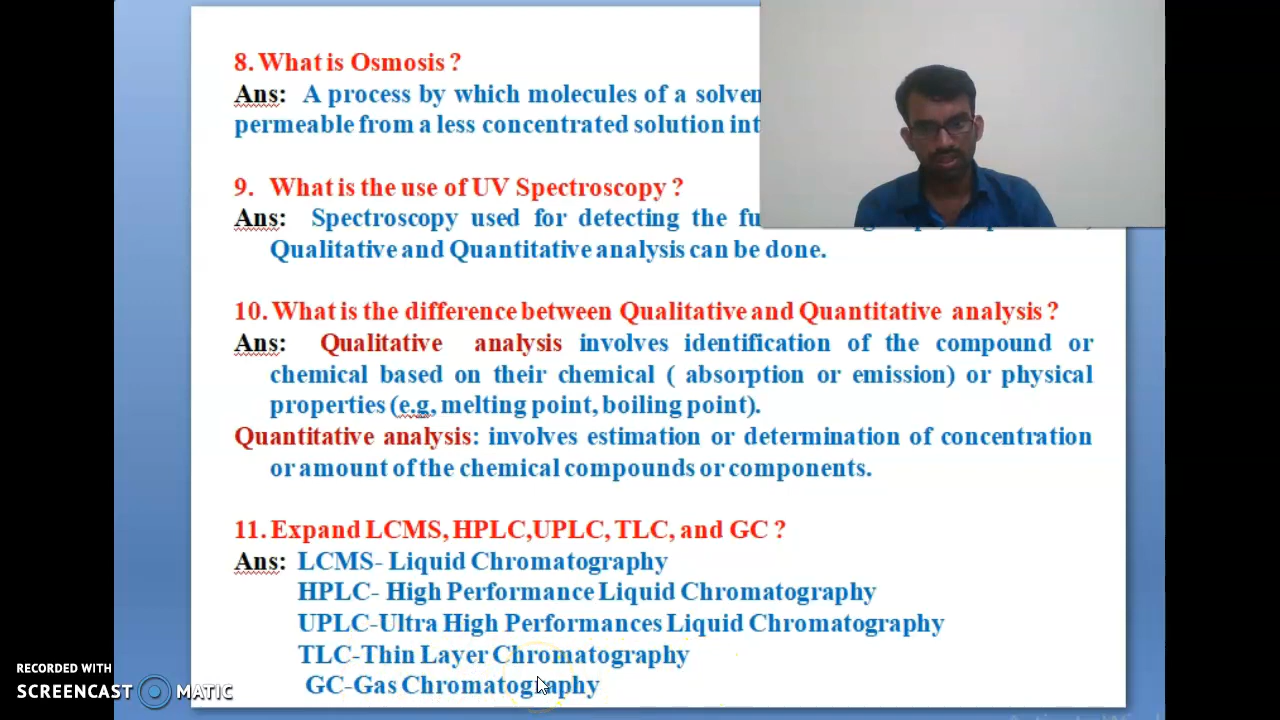 8. What is Osmosis ?
Ans: A process by which molecules of a solven
permeable from a less concentrated solution int
9. What is the use of UV Spectroscopy ?
Ans: Spectroscopy used for detecting the fu
Qualitative and Quantitative analysis can be done.
10. What is the difference between Qualitative and Quantitative analysis ?
Ans: Qualitative analysis involves identification of the compound or
chemical based on their chemical ( absorption or emission) or physical
properties (e.g, melting point, boiling point).
Quantitative analysis: involves estimation or determination of concentration
or amount of the chemical compounds or components.
11. Expand LCMS, HPLC,UPLC, TLC, and GC ?
Ans: LCMS- Liquid Chromatography
HPLC- High Performance Liquid Chromatography
UPLC-Ultra High Performances Liquid Chromatography
TLC-Thin Layer Chromatography
GC-Gas Chromatography
RECORDED WITH
SCREENCAST MATIC